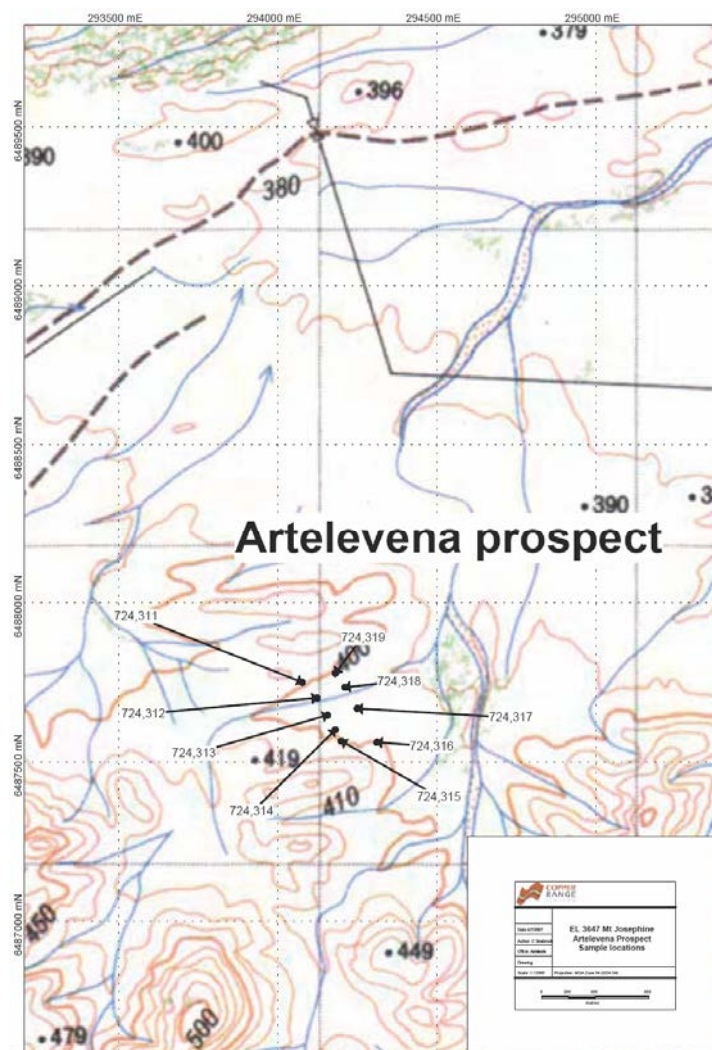 293500 mE 294000 mE 294500 mE 295000 mE
379
396
6489500 mN
400
390
380
6489000 mN
6488500 mN
390
Artelevena prospect
6488000 mN
724,311
724,319
400
724,318
724,312
724,317
724,313
724,316
419
6487500 mN
410
724,314
724,315
COPPER
RANGE
EL 3647 Mt Josephine
Artelevena Prospect
Sample locations
6487000 mN
450
449
479
500